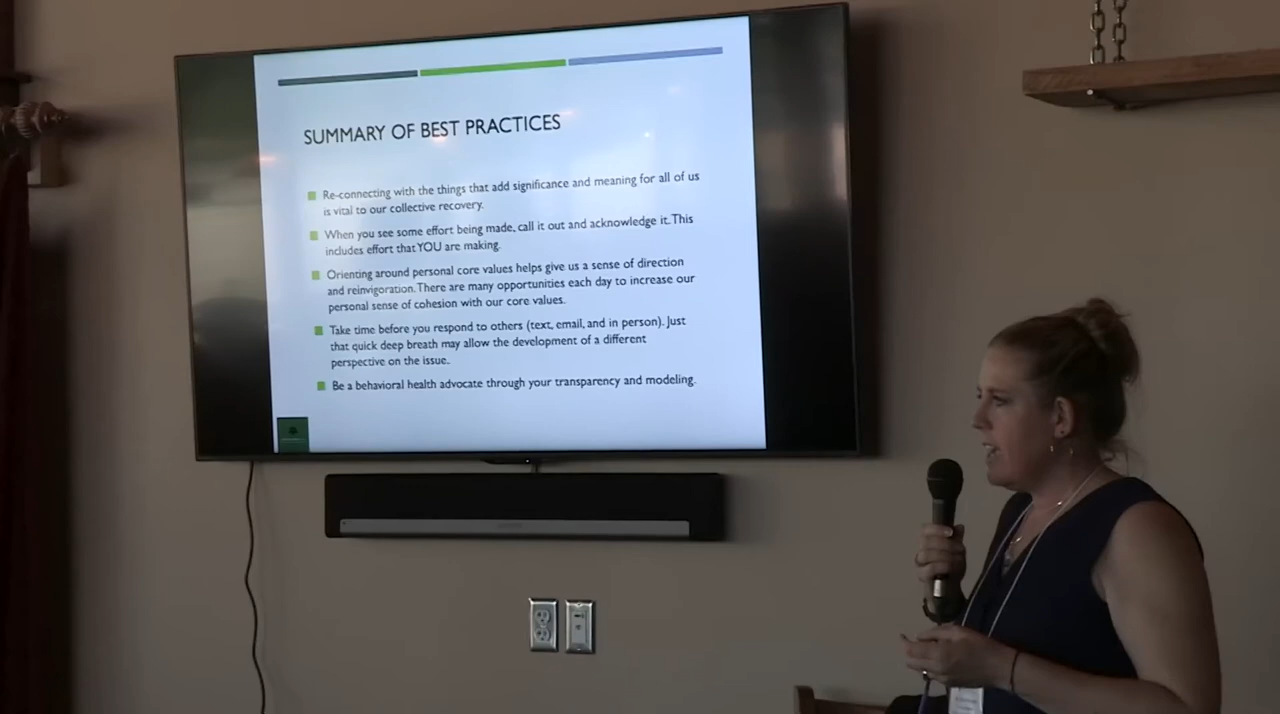 SUMMARY OF BEST PRACTICES
Re-connecting with the things that add significance and meaning for all of us
is vital to our collective recovery.
When you see some effort being made, call it out and acknowledge it. This
includes effort that YOU are making.
Orienting around personal core values helps give us a sense of direction
and reinvigoration. There are many opportunities each day to increase our
personal sense of cohesion with our core values.
Take time before you respond to others (text, email, and in person). Just
that quick deep breath may allow the development of a different
perspective on the issue.
Be a behavioral health advocate through your transparency and modeling.